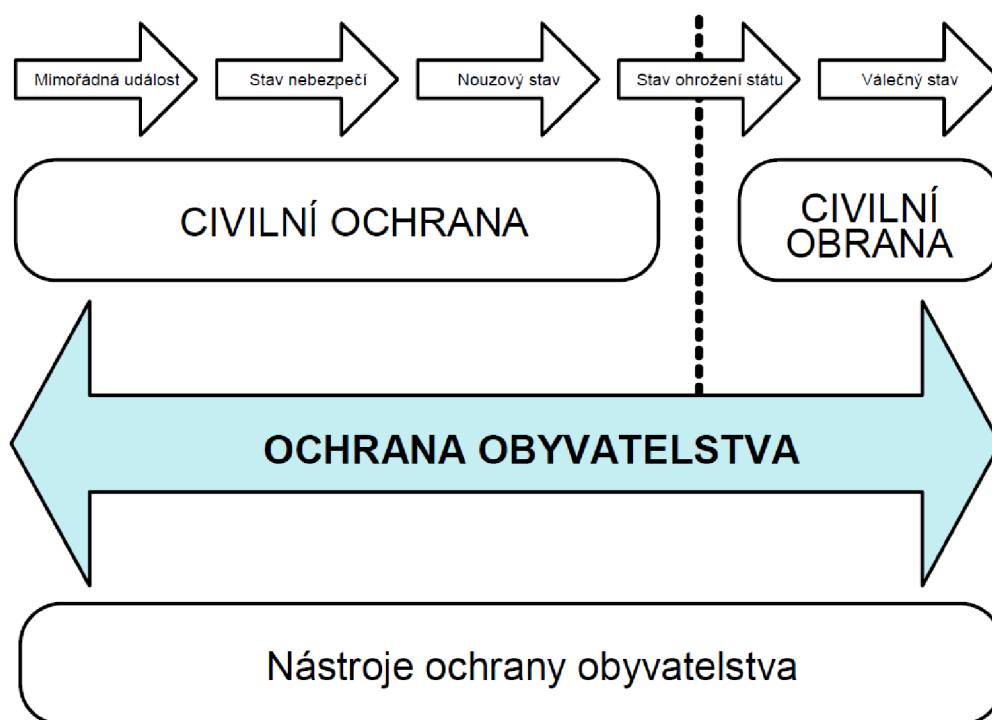 Mimořádná událost
Stav nebezpečí
Nouzový stav
Stav ohrožení státu
Válečný stav
CIVILNÍ OCHRANA
CIVILNÍ
OBRANA
OCHRANA OBYVATELSTVA
Nástroje ochrany obyvatelstva